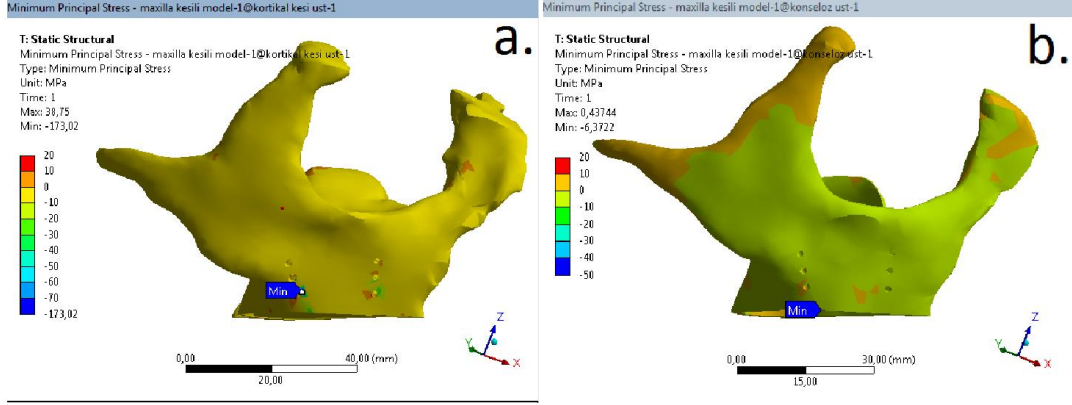 Minimum Principal Stress - maxilla kesili model-1@kortikal kesi ust-1
a.
T: Static Structural
Minimum Principal Stress - maxilla kesili model-1@kortikal kesi ust-1
Type: Minimum Principal Stress
Unit: MPa
Time: 1
Max: 38,75
Min: -173,02
20
10
0
-10
-20
-30
-40
-50
-60
-70
-173,02
Min
0,00
40,00 (mm)
20,00
Z
Y
X
Minimum Principal Stress - maxilla kesili model-1@konseloz ust-1
b.
T: Static Structural
Minimum Principal Stress - maxilla kesili model-1@konseloz ust-1
Type: Minimum Principal Stress
Unit: MPa
Time: 1
Max: 0,43744
Min: -6,3722
20
10
0
-10
-20
-30
-40
-50
Min
0,00
30,00 (mm)
15,00
Z
Y
X